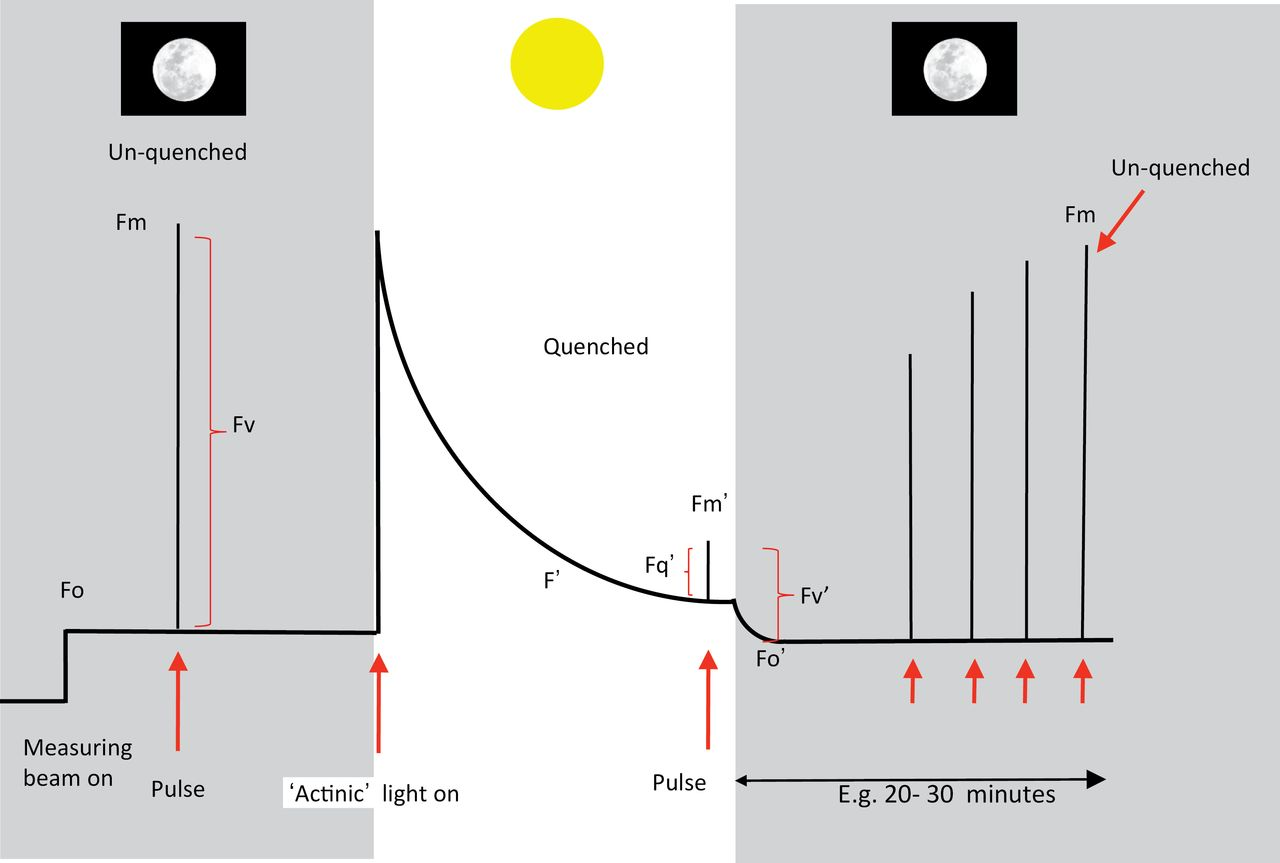 Un-quenched
Fm
Fv
Fo
Measuring
beam on
Pulse
‘Actinic’ light on
Quenched
F’
Fm’
Fq’
Pulse
Fv’
Fo’
Un-quenched
Fm
E.g. 20- 30 minutes